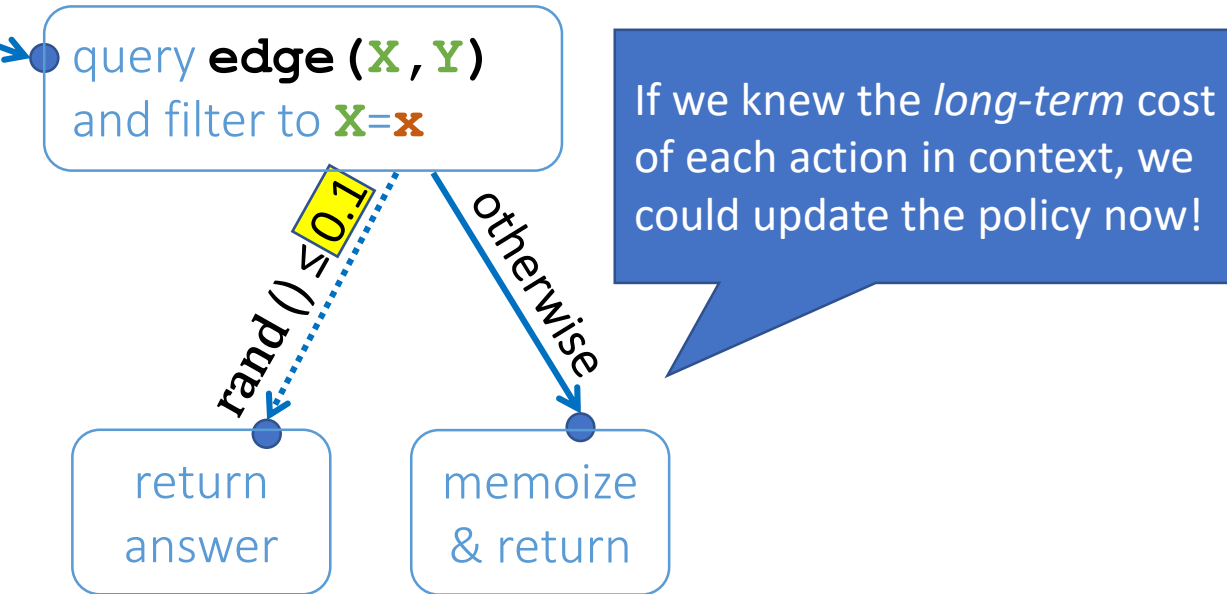 query edge(X,Y)
and filter to X=x
If we knew the long-term cost
of each action in context, we
could update the policy now!
rand () ≤ 0.1
otherwise
return
answer
memoize
& return